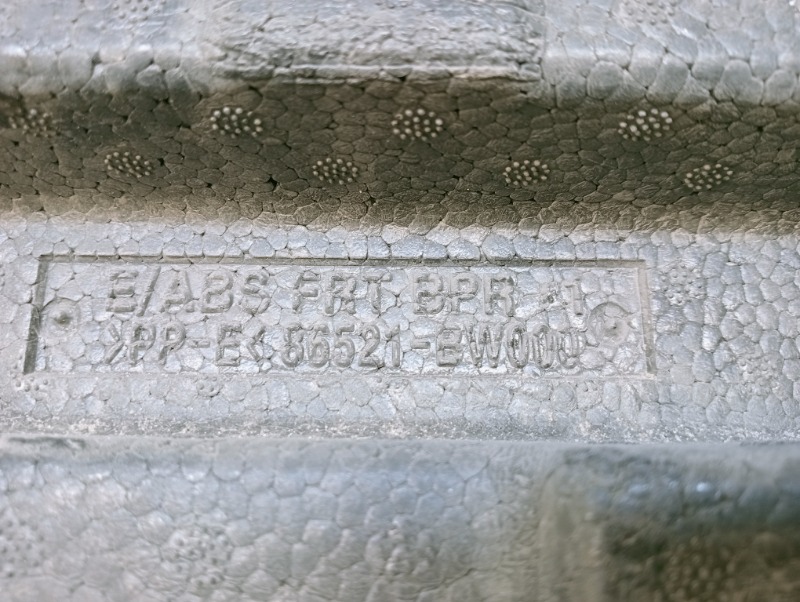 E/ABS FRT BPR #1
>PP-E< 86521-BW000